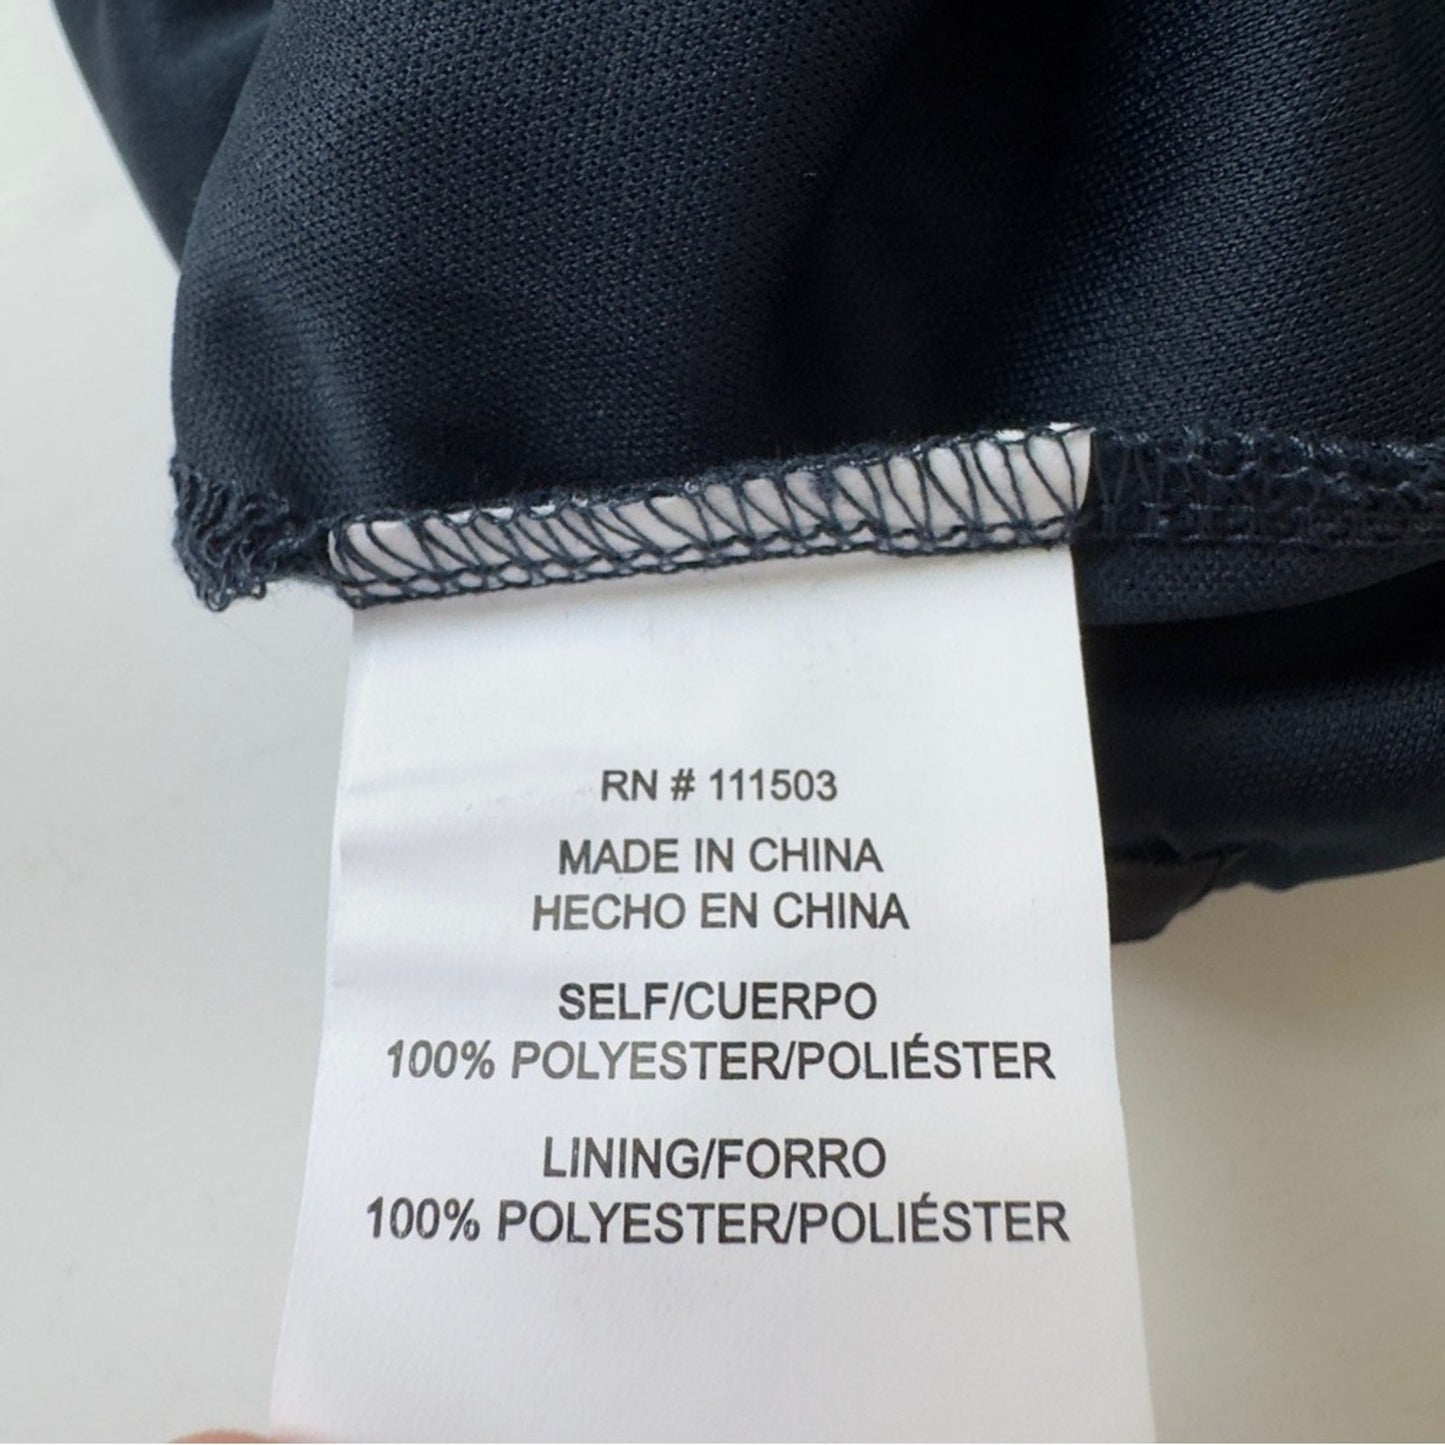 RN # 111503
MADE IN CHINA
HECHO EN CHINA
SELF/CUERPO
100% POLYESTER/POLIÉSTER
LINING/FORRO
100% POLYESTER/POLIÉSTER